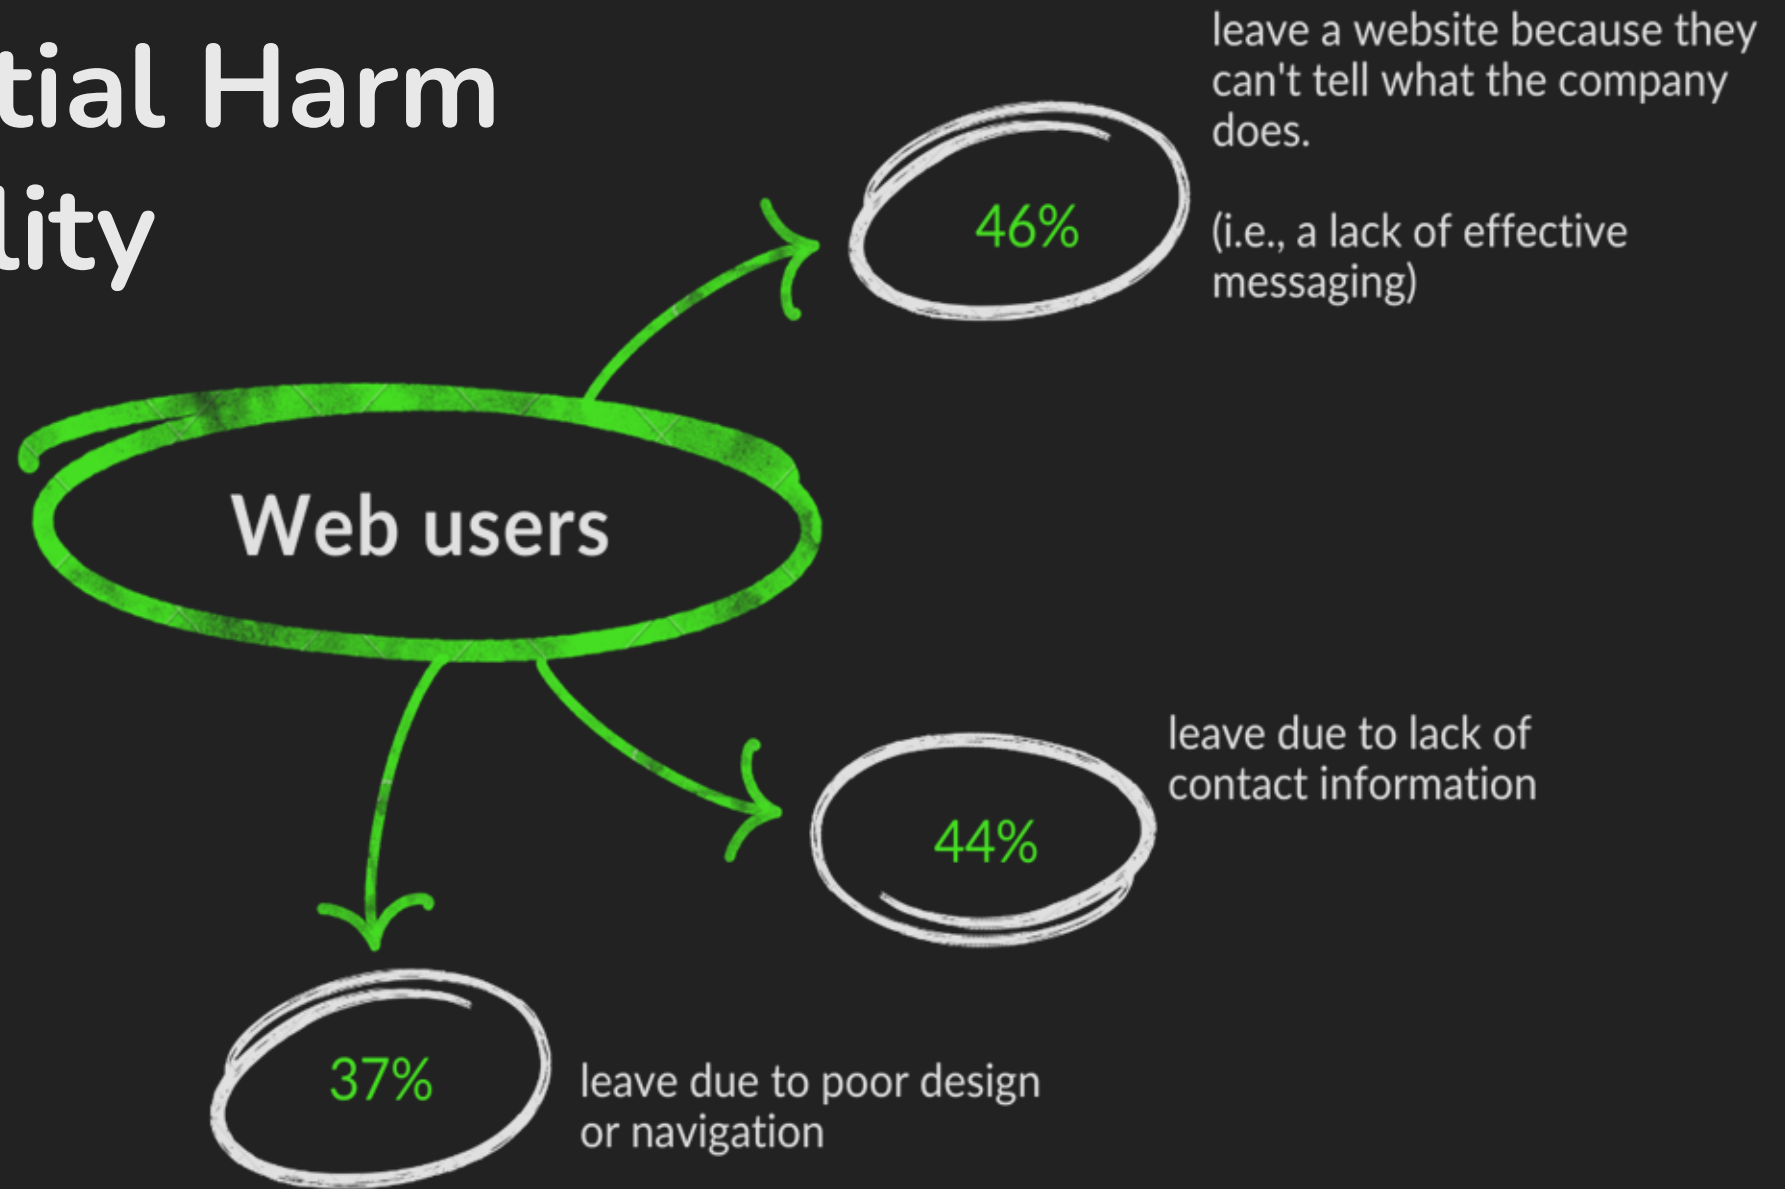 tial Harm
lity
leave a website because they
can't tell what the company
does.
(i.e., a lack of effective
messaging)
46%
Web users
leave due to lack of
contact information
44%
37%
leave due to poor design
or navigation